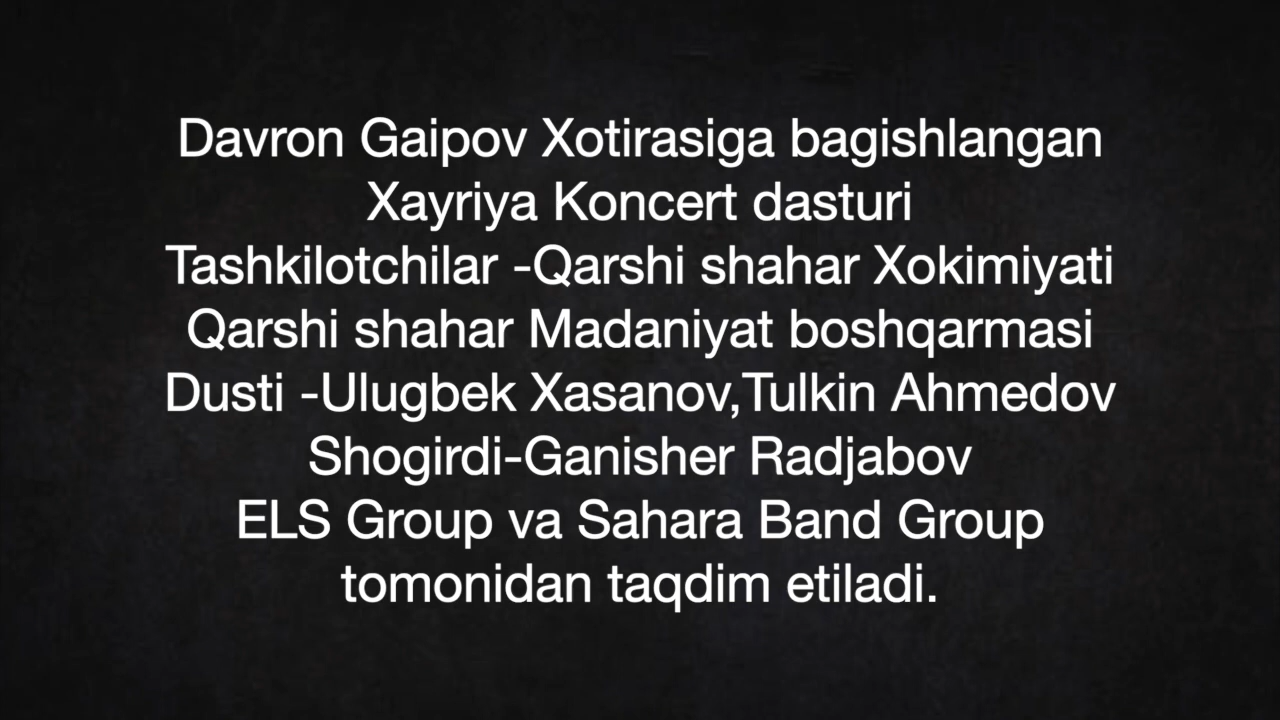 Davron Gaipov Xotirasiga bagishlangan
Xayriya Koncert dasturi
Tashkilotchilar -Qarshi shahar Xokimiyati
Qarshi shahar Madaniyat boshqarmasi
Dusti -Ulugbek Xasanov,Tulkin Ahmedov
Shogirdi-Ganisher Radjabov
ELS Group va Sahara Band Group
tomonidan taqdim etiladi.